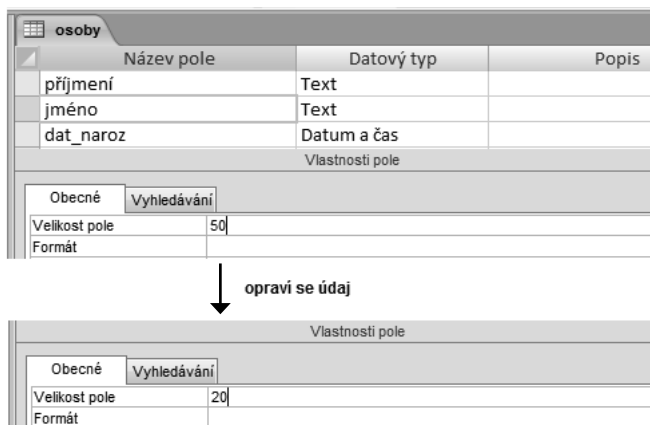 osoby
Název pole Datový typ Popis
příjmení Text
jméno Text
dat_naroz Datum a čas
Vlastnosti pole
Obecné Vyhledávání
Velikost pole 50
Formát
opraví se údaj
Vlastnosti pole
Obecné Vyhledávání
Velikost pole 20
Formát